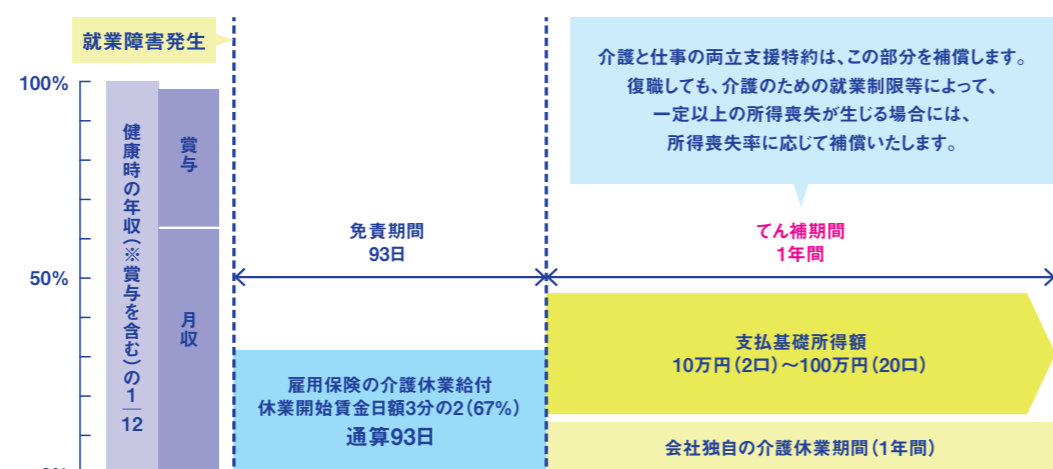 就業障害発生
介護と仕事の両立支援特約は、この部分を補償します。
復職しても、介護のための就業制限等によって、
一定以上の所得喪失が生じる場合には、
所得喪失率に応じて補償いたします。
100%
50%
0%
健康時の年収(※賞与を含む)の1/12
賞与
月収
免責期間
93日
てん補期間
1年間
雇用保険の介護休業給付
休業開始賃金日額3分の2(67%)
通算93日
支払基礎所得額
10万円(2口)～100万円(20口)
会社独自の介護休業期間(1年間)